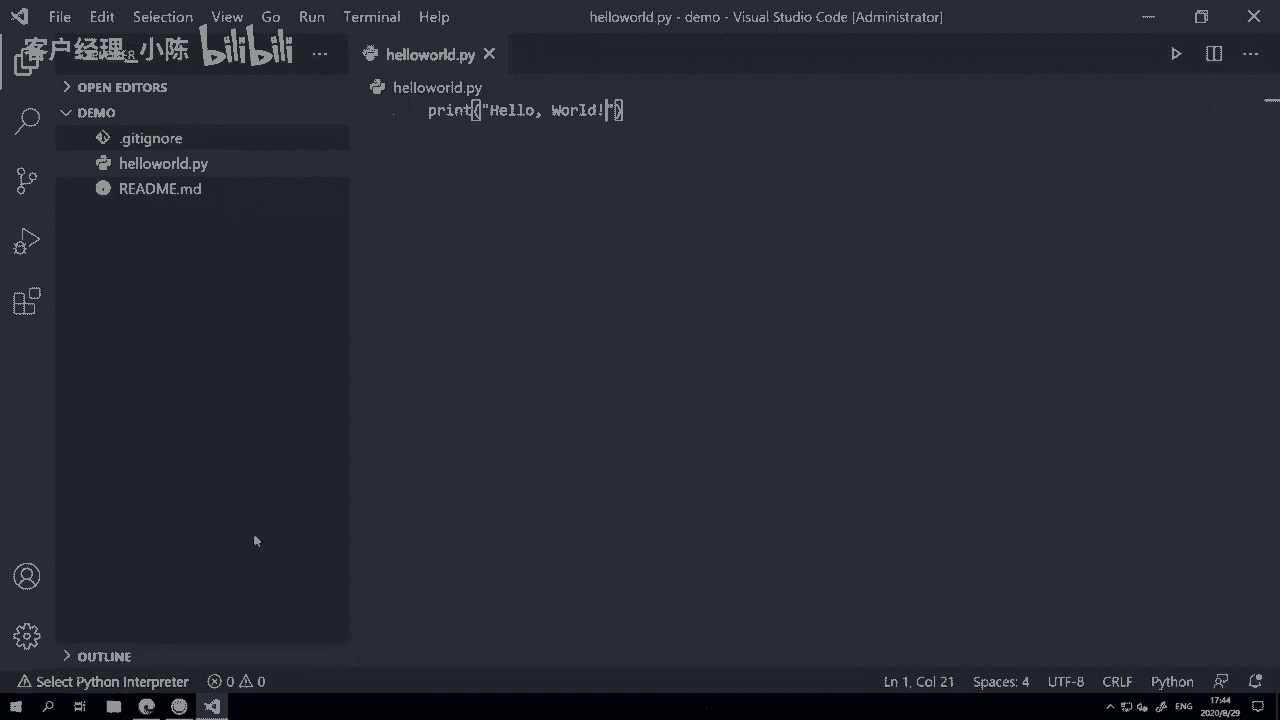 File Edit Selection View Go Run Terminal Help helloworld.py - demo - Visual Studio Code [Administrator]
客户经理_小陈 bilibili
helloworld.py
OPEN EDITORS
helloworld.py
DEMO
print("Hello, World!")
.gitignore
helloworld.py
README.md
OUTLINE
Select Python Interpreter 0 0 Ln 1, Col 21 Spaces: 4 UTF-8 CRLF Python
ENG
17:44
2020/8/29